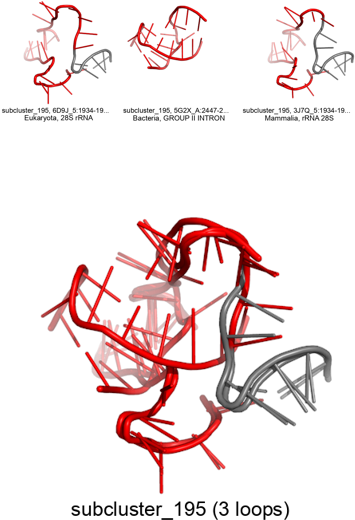 subcluster_195, 6D9J_5:1934-19...
Eukaryota, 28S rRNA
subcluster_195, 5G2X_A:2447-2...
Bacteria, GROUP II INTRON
subcluster_195, 3J7Q_5:1934-19...
Mammalia, rRNA 28S
subcluster_195 (3 loops)